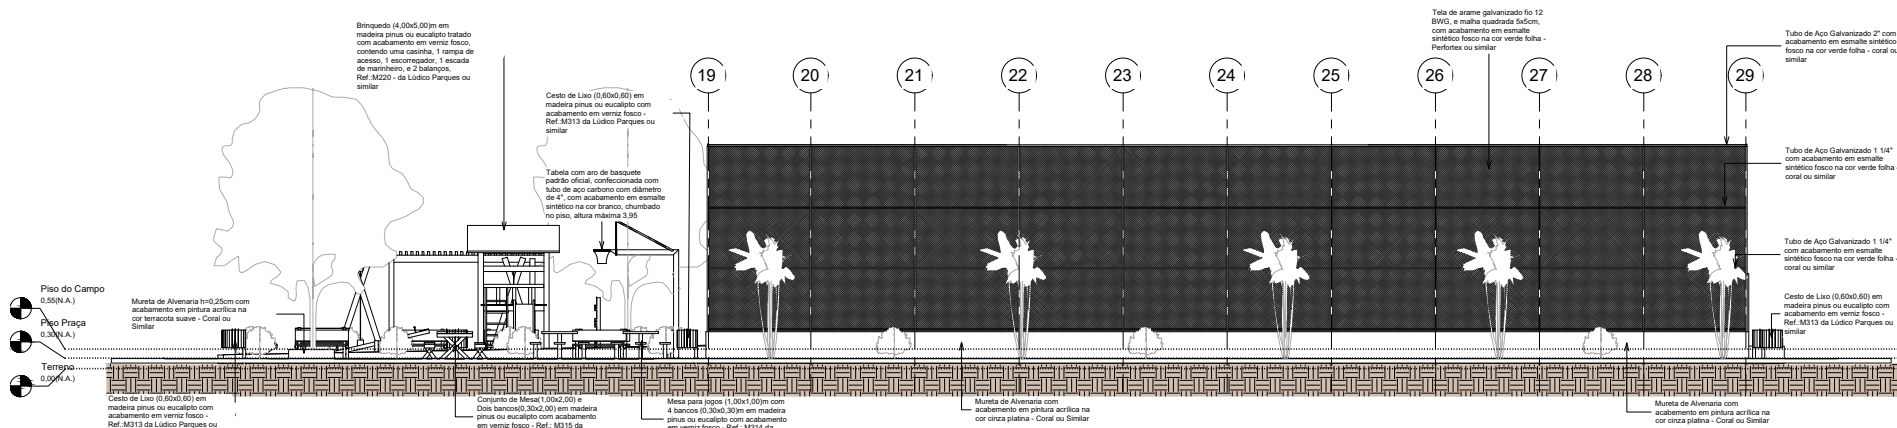 Brinquedo (4,00x5,00)m em
madeira pinus ou eucalipto tratado
com acabamento em verniz fosco,
contendo uma casinha, 1 rampa de
acesso, 1 escorregador, 1 escada
de marinheiro, e 2 balanços,
Ref.:M220 - da Lúdico Parques ou
similar
Cesto de Lixo (0,60x0,60) em
madeira pinus ou eucalipto com
acabamento em verniz fosco -
Ref.:M313 da Lúdico Parques ou
similar
Tabela com aro de basquete
padrão oficial, confeccionada com
tubo de aço carbono com diâmetro
de 4", com acabamento em esmalte
sintético na cor branco, chumbado
no piso, altura máxima 3,95
19
20
21
22
23
24
25
26
27
28
29
Tela de arame galvanizado fio 12
BWG, e malha quadrada 5x5cm,
com acabamento em esmalte
sintético fosco na cor verde folha -
Perfortex ou similar
Tubo de Aço Galvanizado 2" com
acabamento em esmalte sintético
fosco na cor verde folha - coral ou
similar
Tubo de Aço Galvanizado 1 1/4"
com acabamento em esmalte
sintético fosco na cor verde folha -
coral ou similar
Tubo de Aço Galvanizado 1 1/4"
com acabamento em esmalte
sintético fosco na cor verde folha -
coral ou similar
Cesto de Lixo (0,60x0,60) em
madeira pinus ou eucalipto com
acabamento em verniz fosco -
Ref.:M313 da Lúdico Parques ou
similar
Piso do Campo
0,55(N.A.)
Piso Praça
0,30(N.A.)
Terreno
0,00(N.A.)
Mureta de Alvenaria h=0,25cm com
acabamento em pintura acrílica na
cor terracota suave - Coral ou
Similar
Cesto de Lixo (0,60x0,60) em
madeira pinus ou eucalipto com
acabamento em verniz fosco -
Ref.:M313 da Lúdico Parques ou
Conjunto de Mesa(1,00x2,00) e
Dois bancos(0,30x2,00) em madeira
pinus ou eucalipto com acabamento
em verniz fosco - Ref.: M315 da
Mesa para jogos (1,00x1,00)m com
4 bancos (0,30x0,30)m em madeira
pinus ou eucalipto com acabamento
em verniz fosco - Ref.: M314 da
Mureta de Alvenaria com
acabemento em pintura acrílica na
cor cinza platina - Coral ou Similar
Mureta de Alvenaria com
acabemento em pintura acrílica na
cor cinza platina - Coral ou Similar